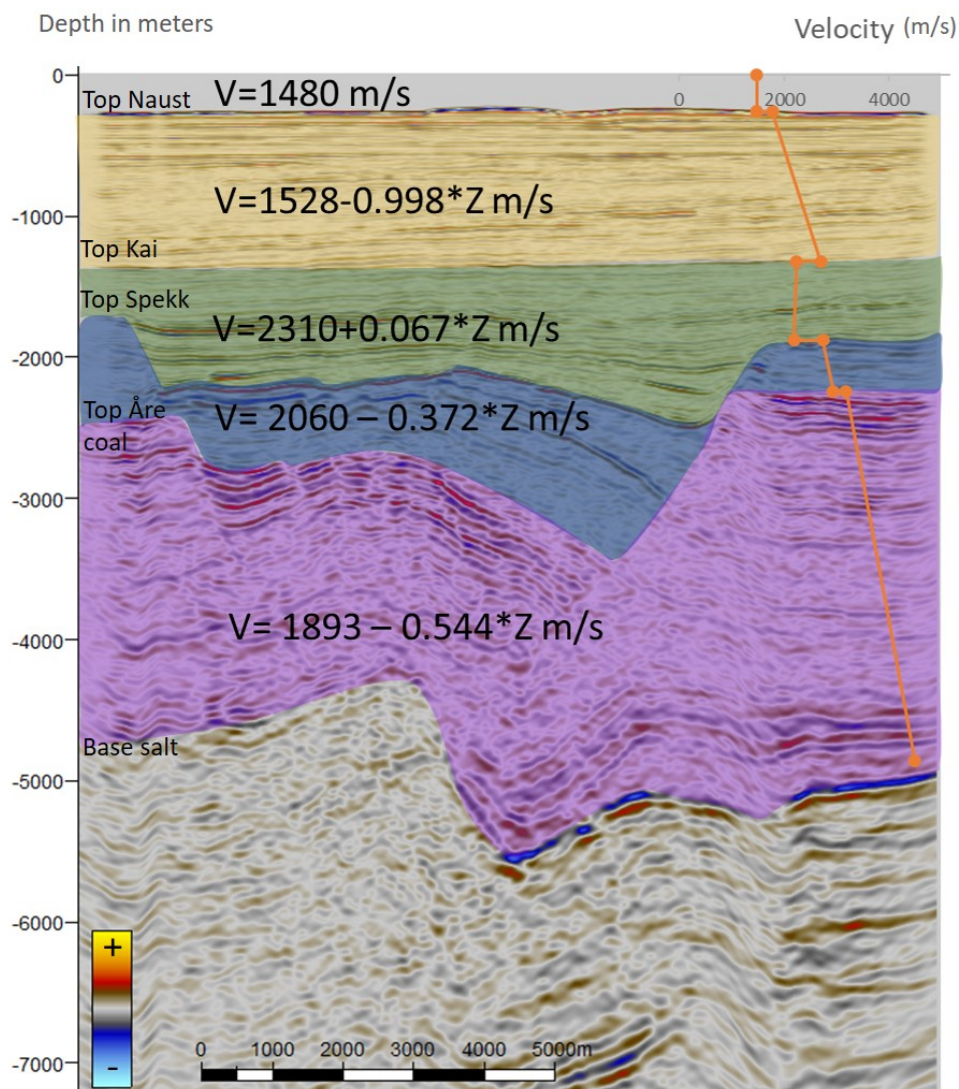 Depth in meters
Velocity (m/s)
0
Top Naust
V=1480 m/s
0 2000 4000
V=1528-0.998*Z m/s
-1000
Top Kai
Top Spekk
V=2310+0.067*Z m/s
-2000
Top Åre
coal
V= 2060 – 0.372*Z m/s
-3000
V= 1893 – 0.544*Z m/s
-4000
Base salt
-5000
-6000
+
-
0 1000 2000 3000 4000 5000m
-7000